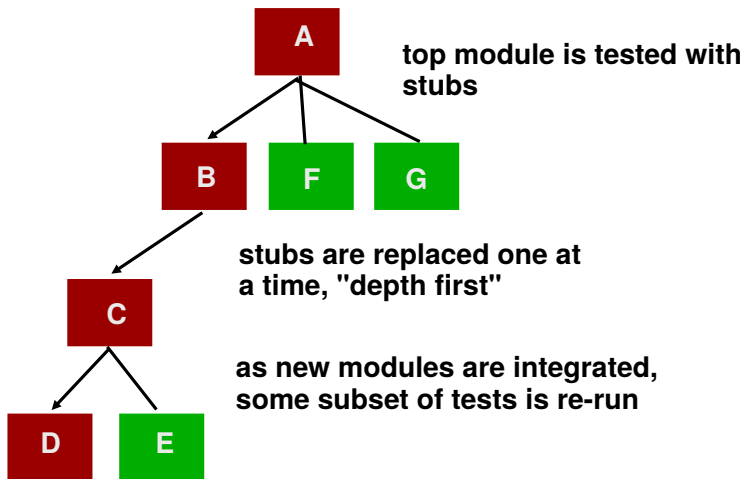 A
top module is tested with
stubs
B
F
G
stubs are replaced one at
a time, "depth first"
C
as new modules are integrated,
some subset of tests is re-run
D
E